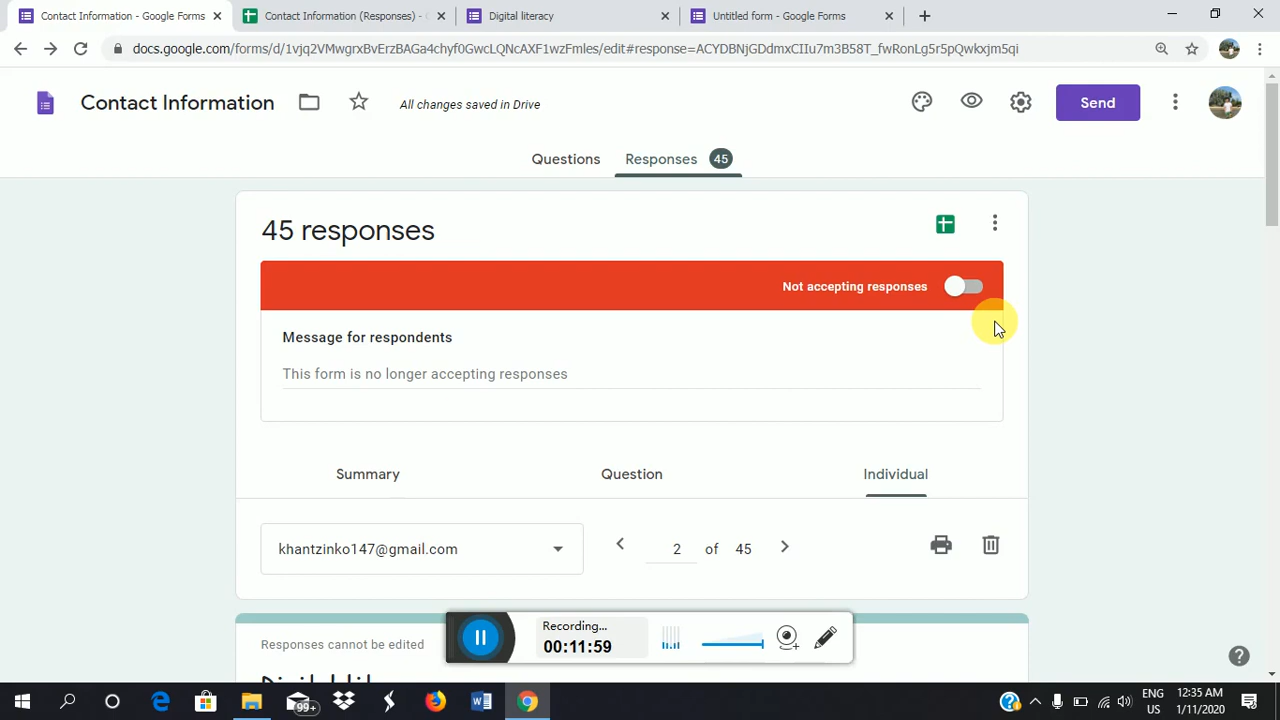 Contact Information - Google Forms
Contact Information (Responses) - G
Digital literacy
Untitled form - Google Forms
docs.google.com/forms/d/1vjq2VMwgrxBvErzBAGa4chyf0GwcLQNcAXF1wzFmles/edit#response=ACYDBNjGDdmxCIIu7m3B58T_fwRonLg5r5pQwkxjm5qi
Contact Information
All changes saved in Drive
Send
Questions
Responses 45
45 responses
Not accepting responses
Message for respondents
This form is no longer accepting responses
Summary
Question
Individual
khantzinko147@gmail.com
2 of 45
Responses cannot be edited
Recording...
00:11:59
99+
ENG
US
12:35 AM
1/11/2020